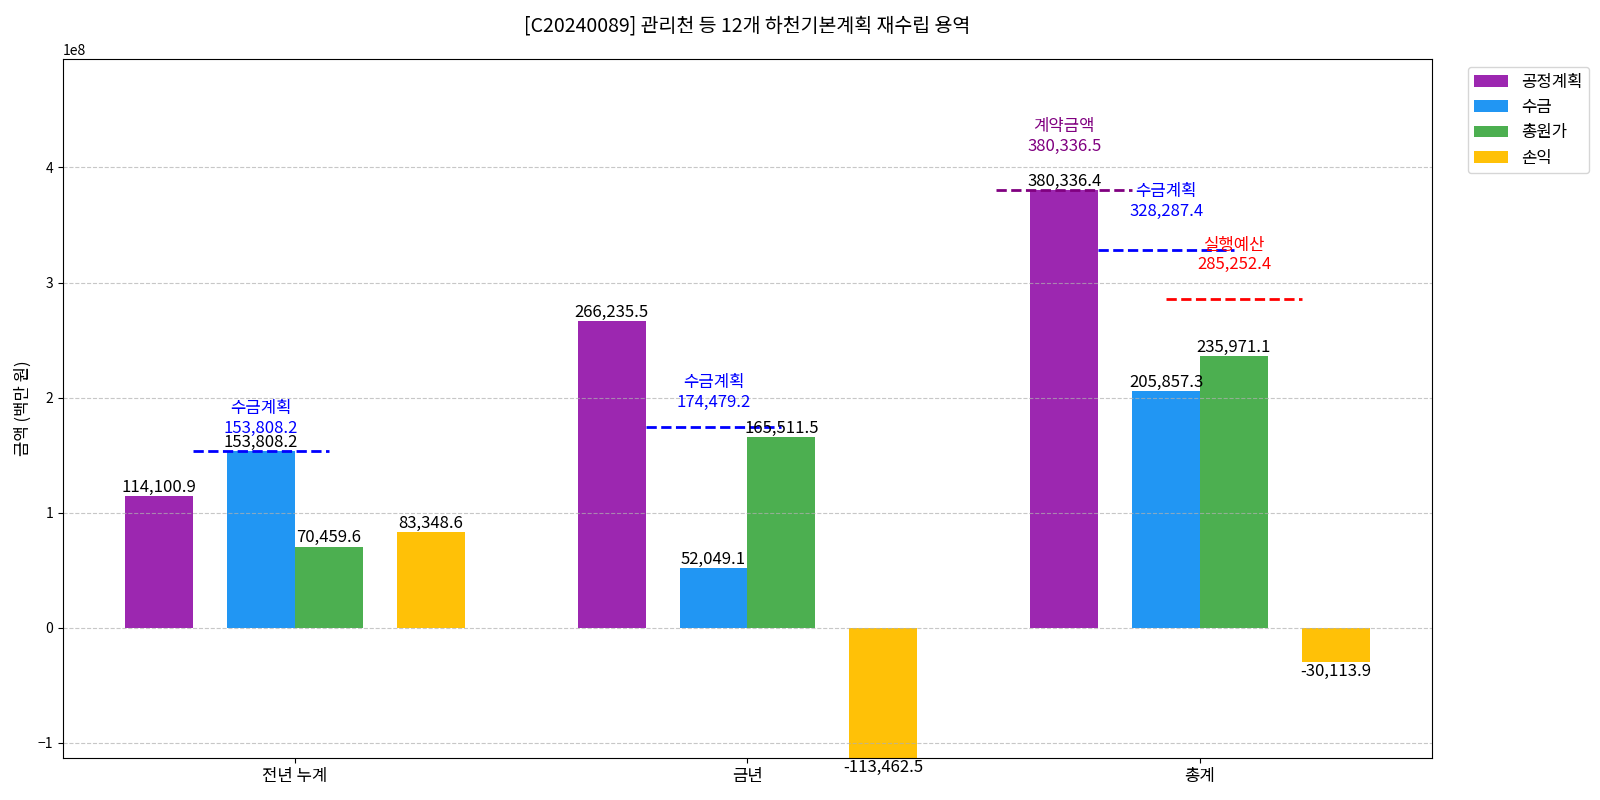 [C20240089] 관리천 등 12개 하천기본계획 재수립 용역
1e8
공정계획
수금
총원가
손익
계약금액
380,336.5
380,336.4
수금계획
328,287.4
실행예산
285,252.4
266,235.5
235,971.1
205,857.3
수금계획
174,479.2
165,511.5
수금계획
153,808.2
153,808.2
114,100.9
83,348.6
70,459.6
52,049.1
-30,113.9
-113,462.5
4
3
2
1
0
−1
금액 (백만 원)
전년 누계
금년
총계